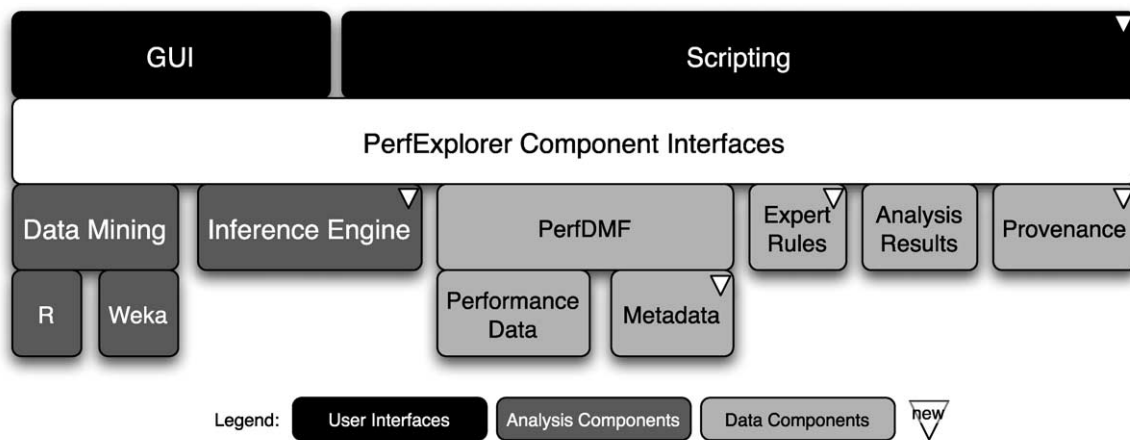 GUI
Scripting
PerfExplorer Component Interfaces
Data Mining
Inference Engine
PerfDMF
Expert
Rules
Analysis
Results
Provenance
R
Weka
Performance
Data
Metadata
Legend:
User Interfaces
Analysis Components
Data Components
new